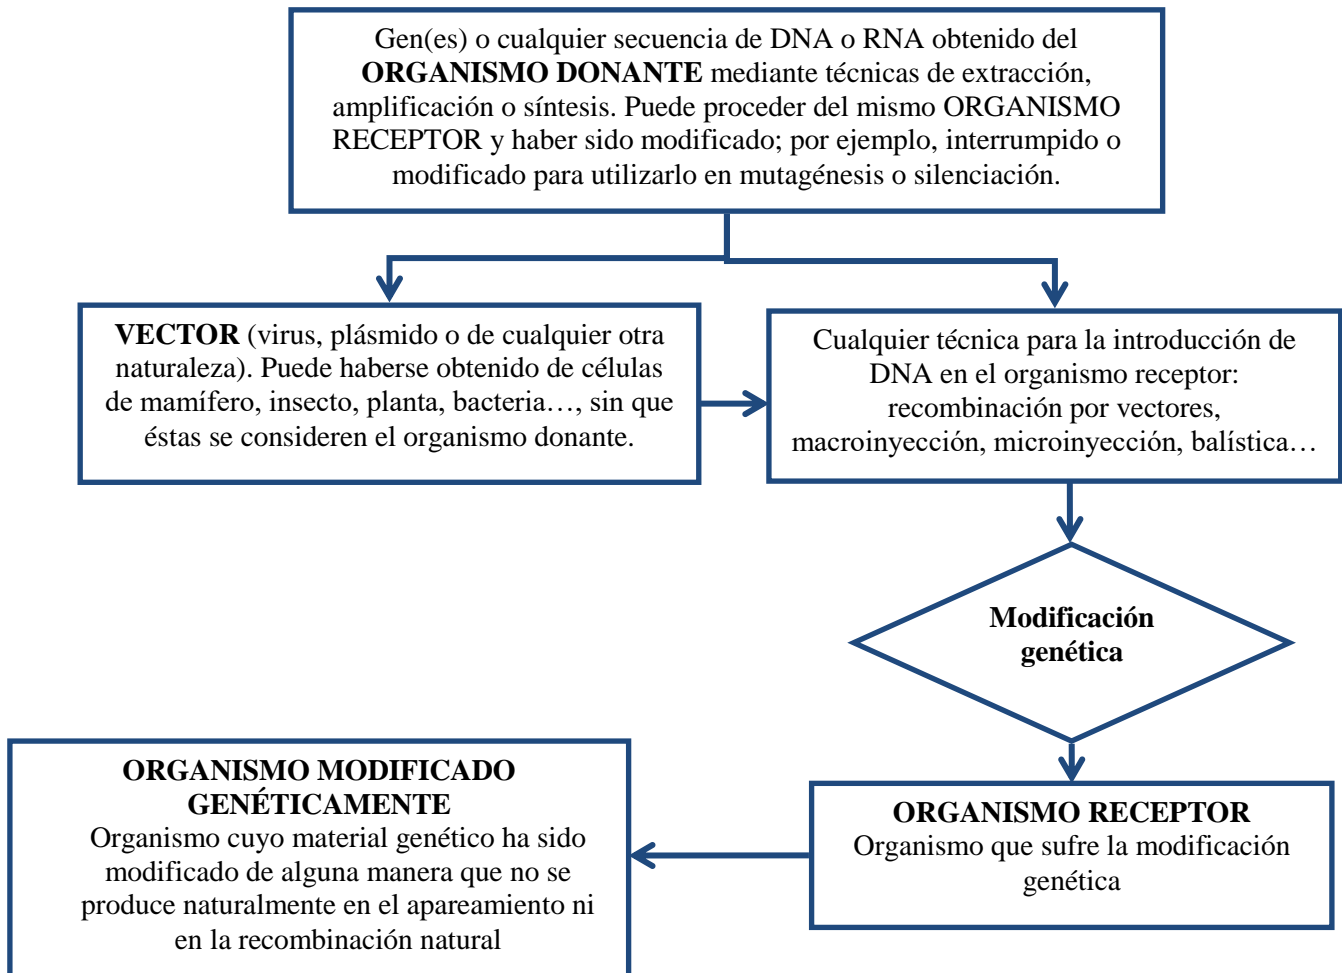 Gen(es) o cualquier secuencia de DNA o RNA obtenido del
ORGANISMO DONANTE mediante técnicas de extracción,
amplificación o síntesis. Puede proceder del mismo ORGANISMO
RECEPTOR y haber sido modificado; por ejemplo, interrumpido o
modificado para utilizarlo en mutagénesis o silenciación.
VECTOR (virus, plásmido o de cualquier otra
naturaleza). Puede haberse obtenido de células
de mamífero, insecto, planta, bacteria…, sin que
éstas se consideren el organismo donante.
Cualquier técnica para la introducción de
DNA en el organismo receptor:
recombinación por vectores,
macroinyección, microinyección, balística…
Modificación
genética
ORGANISMO RECEPTOR
Organismo que sufre la modificación
genética
ORGANISMO MODIFICADO
GENÉTICAMENTE
Organismo cuyo material genético ha sido
modificado de alguna manera que no se
produce naturalmente en el apareamiento ni
en la recombinación natural